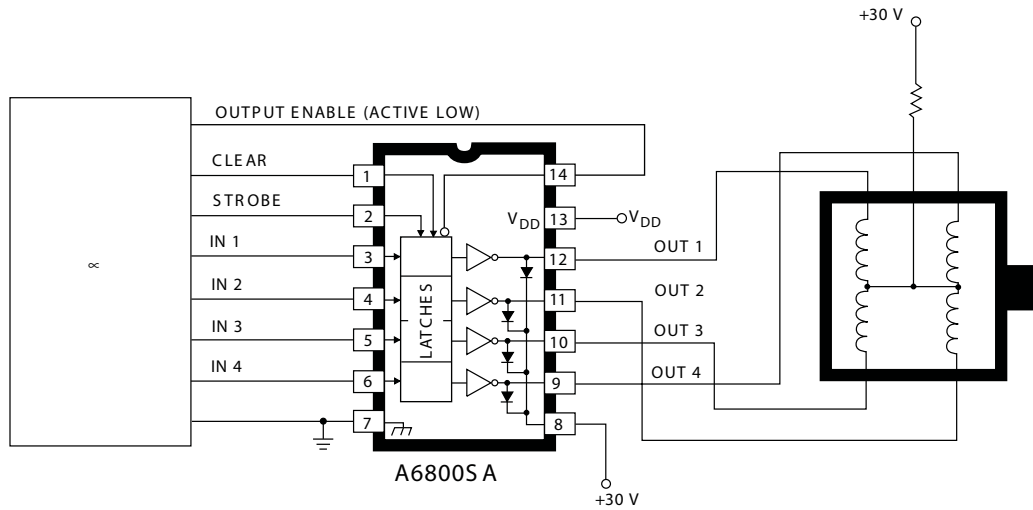 +30 V
OUTPUT ENABLE (ACTIVE LOW)
CLEAR
STROBE
IN 1
IN 2
IN 3
IN 4
∝
1
2
3
4
5
6
7
LATCHES
14
13
12
11
10
9
8
VDD
VDD
OUT 1
OUT 2
OUT 3
OUT 4
A6800SA
+30 V